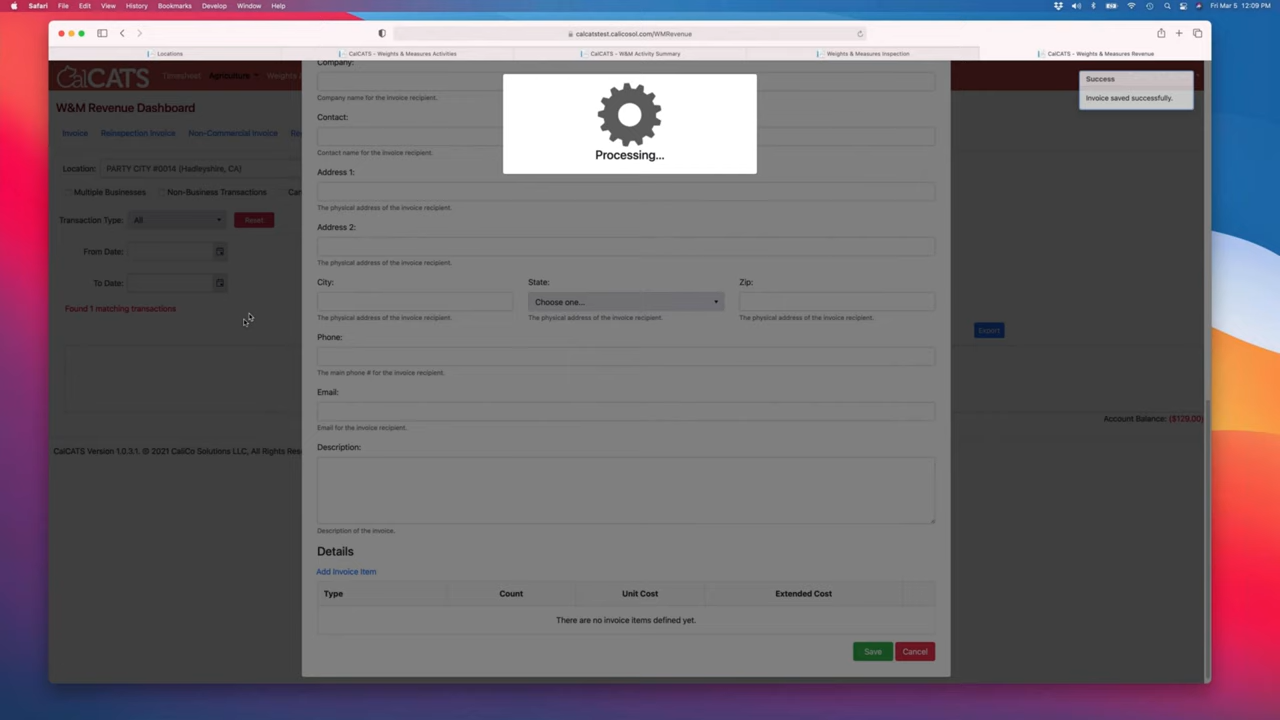 Safari File Edit View History Bookmarks Develop Window Help
Fri Mar 5 12:09 PM
calcatstest.calicosol.com/WMRevenue
Locations
CalCATS - Weights & Measures Activities
CalCATS - W&M Activity Summary
Weights & Measures Inspection
CalCATS - Weights & Measures Revenue
CalCATS Timesheet Agriculture Weights
Success
Invoice saved successfully.
Processing...
W&M Revenue Dashboard
Invoice Reinspection Invoice Non-Commercial Invoice
Location: PARTY CITY #0014 (Hadleyshire, CA)
Multiple Businesses Non-Business Transactions
Transaction Type: All Reset
From Date:
To Date:
Found 1 matching transactions
Export
Account Balance: ($129.00)
CalCATS Version 1.0.3.1. © 2021 CaliCo Solutions LLC, All Rights
Company:
Company name for the invoice recipient.
Contact:
Contact name for the invoice recipient.
Address 1:
The physical address of the invoice recipient.
Address 2:
The physical address of the invoice recipient.
City: State: Zip:
Choose one...
The physical address of the invoice recipient. The physical address of the invoice recipient. The physical address of the invoice recipient.
Phone:
The main phone # for the invoice recipient.
Email:
Email for the invoice recipient.
Description:
Description of the invoice.
Details
Add Invoice Item
Type Count Unit Cost Extended Cost
There are no invoice items defined yet.
Save Cancel